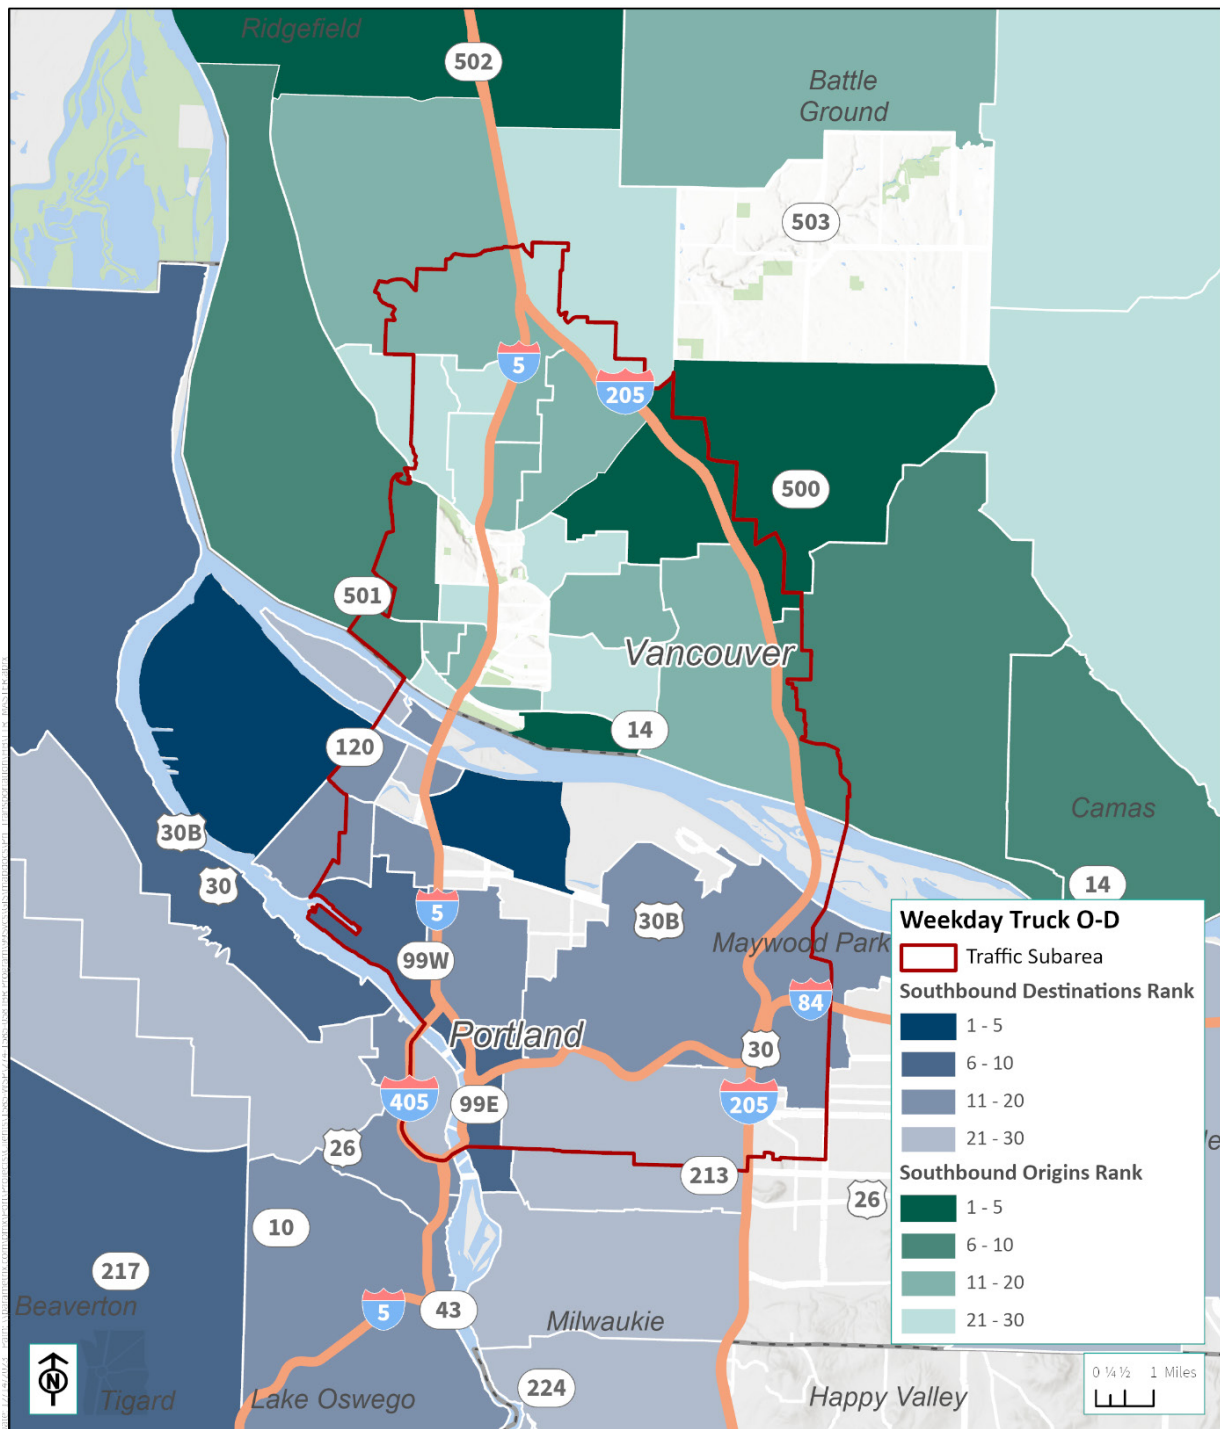 Ridgefield
502
Battle
Ground
503
5
205
500
501
Vancouver
14
120
Camas
30B
30
14
5
30B
99W
Maywood Park
84
Portland
30
405
99E
205
26
213
26
10
217
Beaverton
5
43
Milwaukie
224
Tigard
Lake Oswego
Happy Valley
N
Weekday Truck O-D
Traffic Subarea
Southbound Destinations Rank
1 - 5
6 - 10
11 - 20
21 - 30
Southbound Origins Rank
1 - 5
6 - 10
11 - 20
21 - 30
0 ¼ ½ 1 Miles